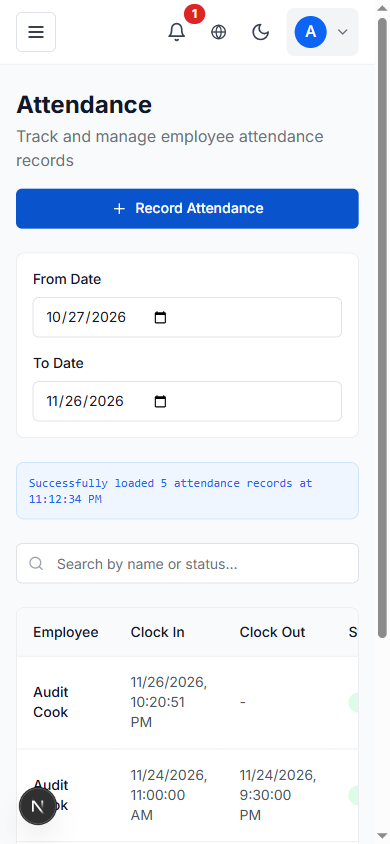 1
A
Attendance
Track and manage employee attendance
records
+ Record Attendance
From Date
10/27/2026
To Date
11/26/2026
Successfully loaded 5 attendance records at
11:12:34 PM
Search by name or status...
Employee Clock In Clock Out S
Audit
Cook
11/26/2026,
10:20:51
PM
-
Audit
ok
11/24/2026,
11:00:00
AM
11/24/2026,
9:30:00
PM
N